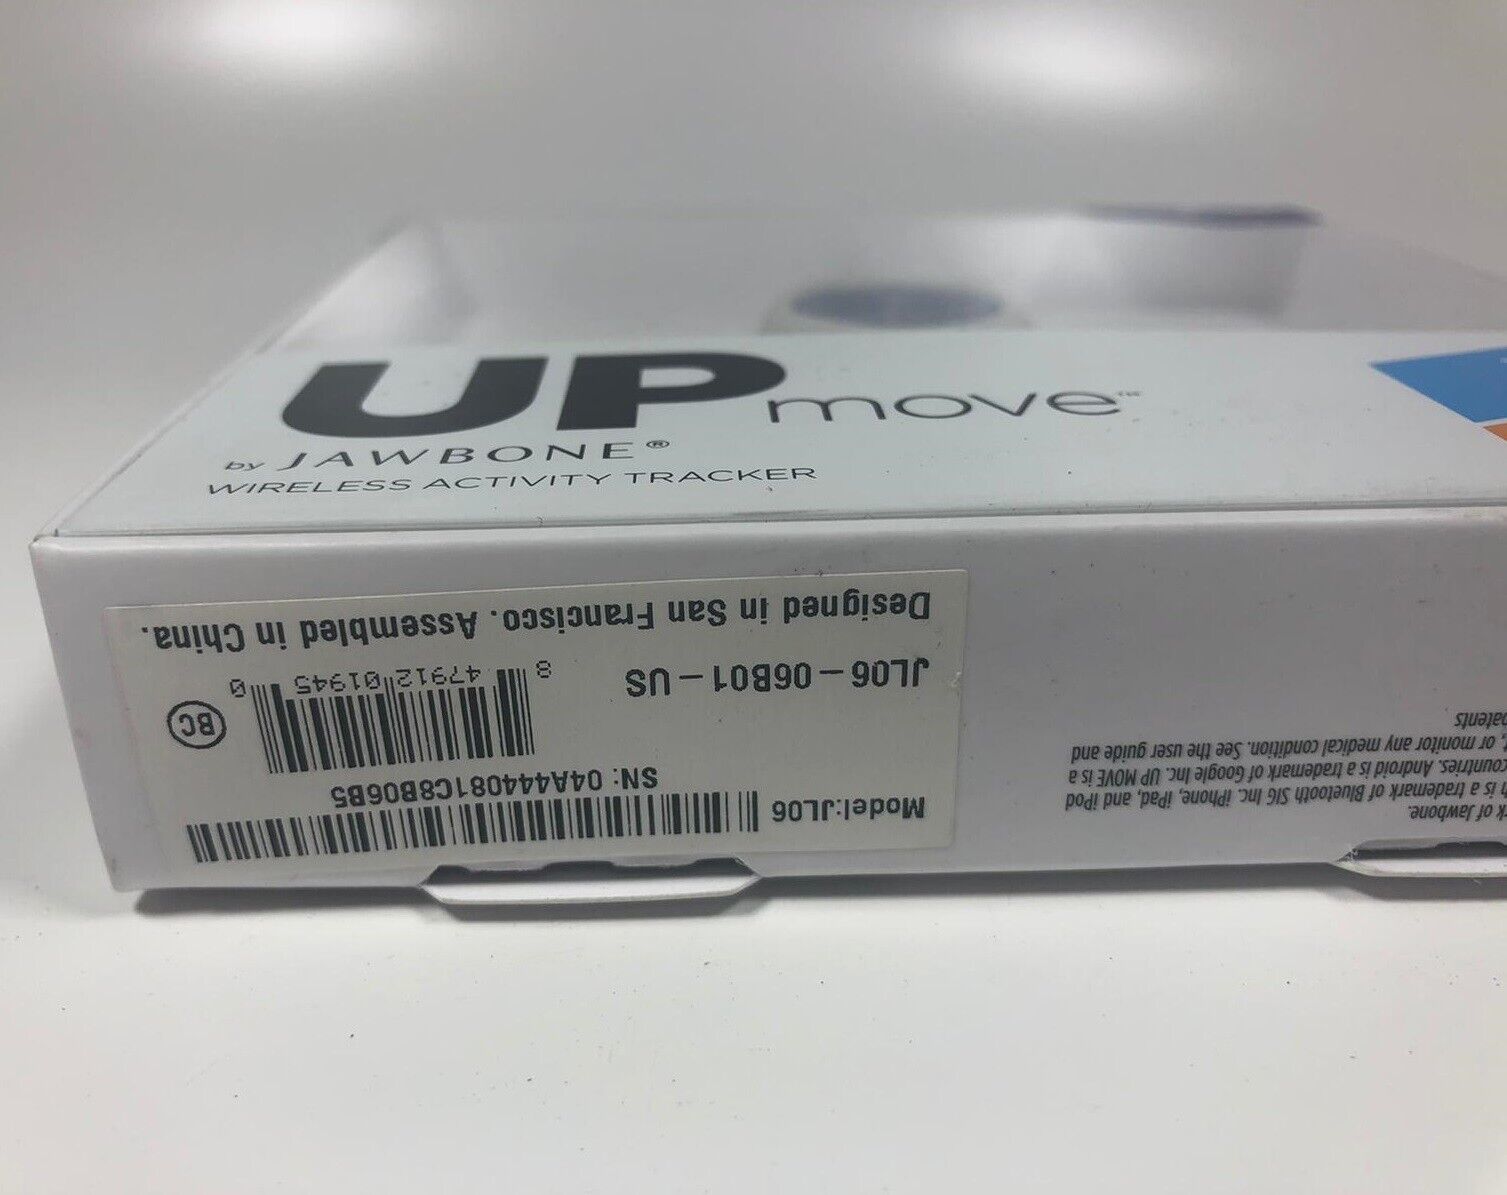 UP move™
by JAWBONE®
WIRELESS ACTIVITY TRACKER
Model:JL06
SN: 04A444081C8B06B5
8 47912 01945 0
BC
JL06-06B01-US
Designed in San Francisco. Assembled in China.
of Jawbone.
is a trademark of Bluetooth SIG Inc. iPhone, iPad, and iPod
countries. Android is a trademark of Google Inc. UP MOVE is a
or monitor any medical condition. See the user guide and
patents